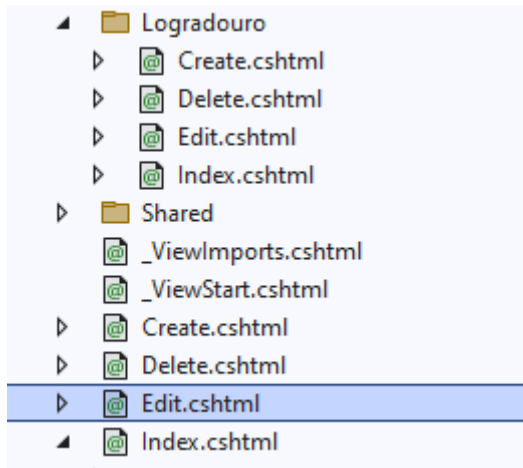 Logradouro
Create.cshtml
Delete.cshtml
Edit.cshtml
Index.cshtml
Shared
_ViewImports.cshtml
_ViewStart.cshtml
Create.cshtml
Delete.cshtml
Edit.cshtml
Index.cshtml